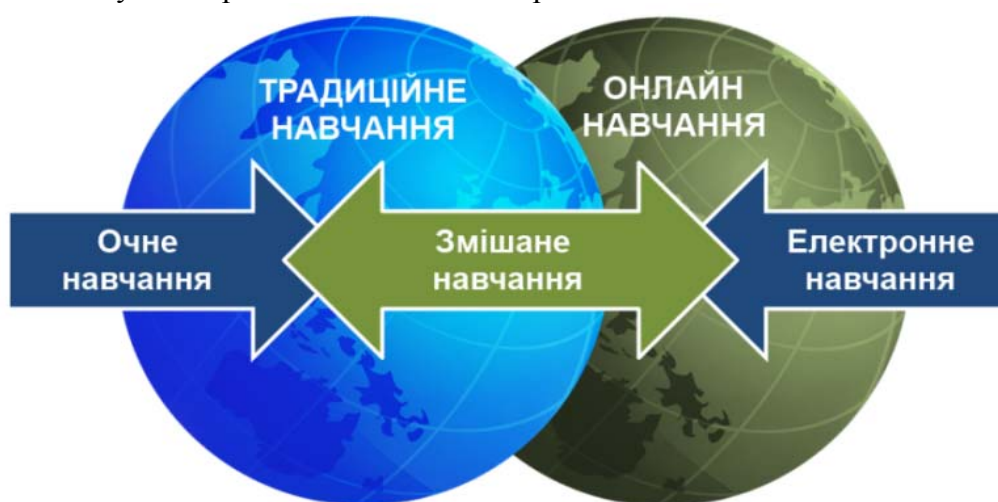 ТРАДИЦІЙНЕ
НАВЧАННЯ
ОНЛАЙН
НАВЧАННЯ
Очне
навчання
Змішане
навчання
Електронне
навчання